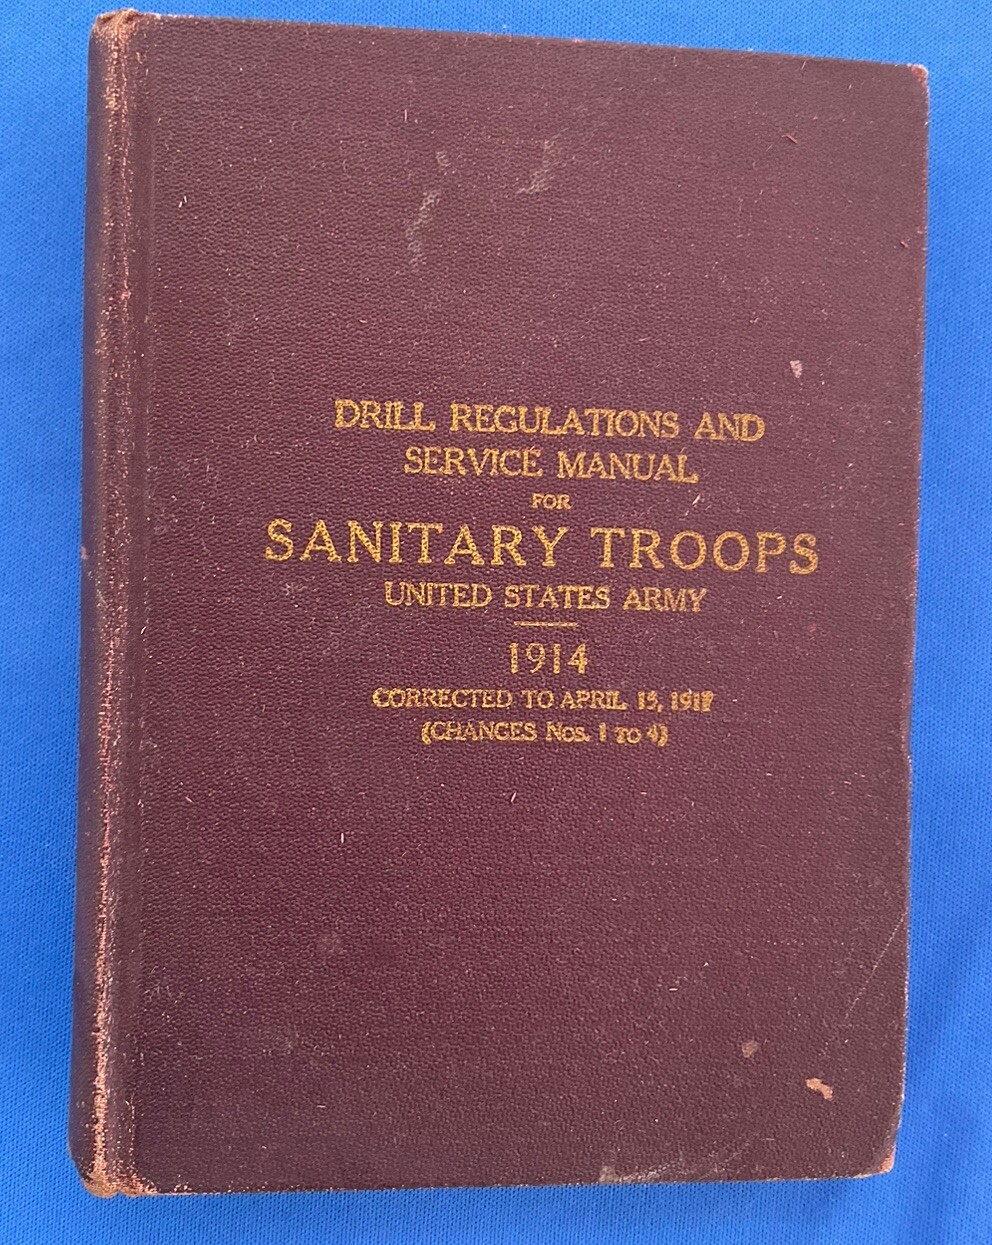 DRILL REGULATIONS AND
SERVICE MANUAL
FOR
SANITARY TROOPS
UNITED STATES ARMY
1914
CORRECTED TO APRIL 15, 1917
(CHANGES Nos. 1 TO 4)